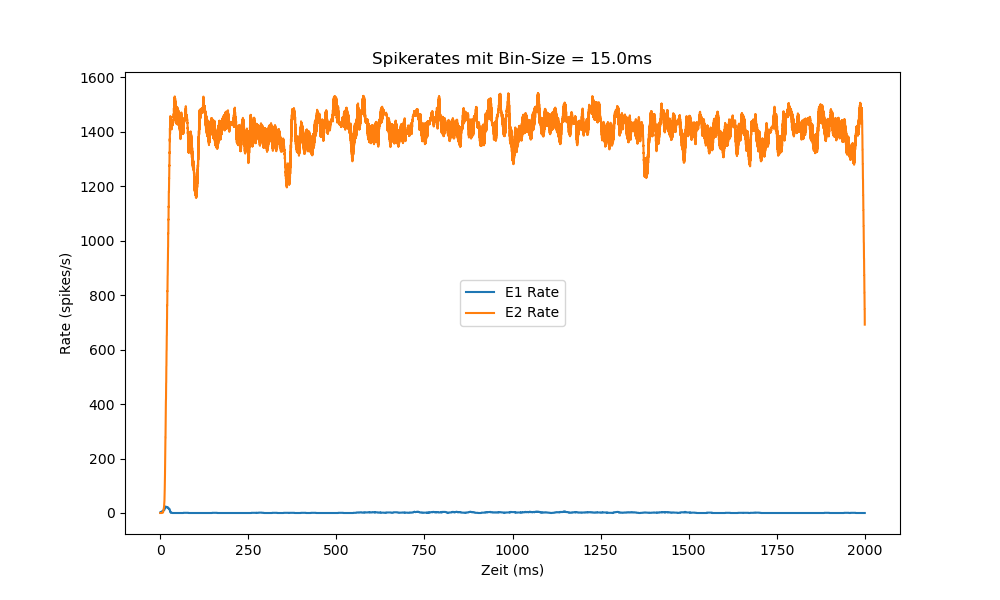 Spikerates mit Bin-Size = 15.0ms
1600
1400
1200
1000
800
600
400
200
0
Rate (spikes/s)
E1 Rate
E2 Rate
0 250 500 750 1000 1250 1500 1750 2000
Zeit (ms)